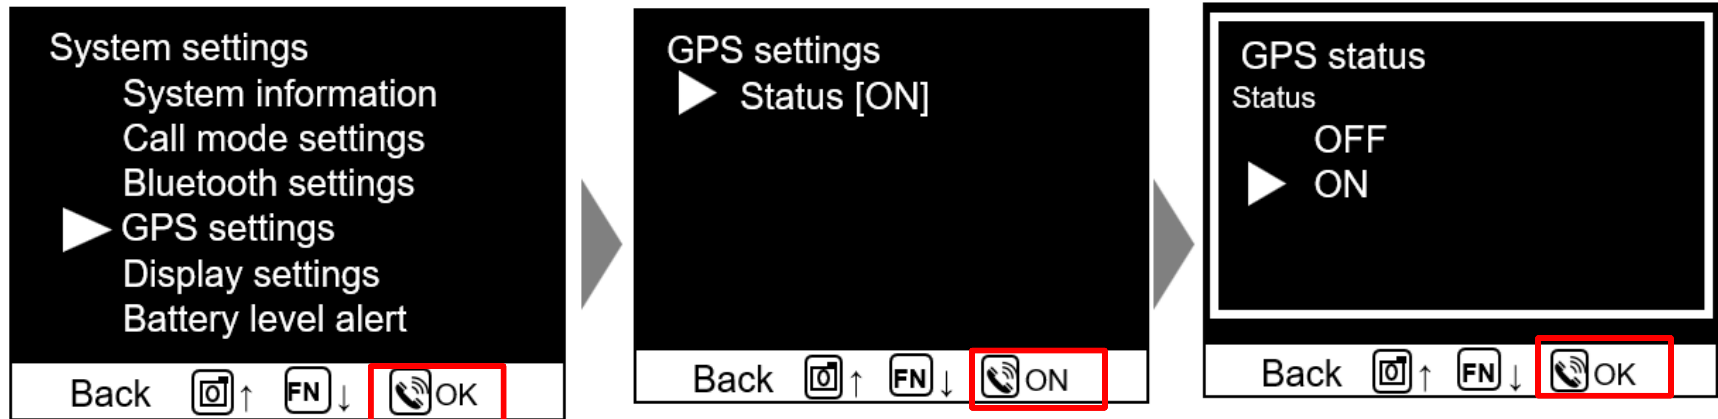 System settings
System information
Call mode settings
Bluetooth settings
GPS settings
Display settings
Battery level alert
Back ↑ FN ↓ OK
GPS settings
Status [ON]
Back ↑ FN ↓ ON
GPS status
Status
OFF
ON
Back ↑ FN ↓ OK